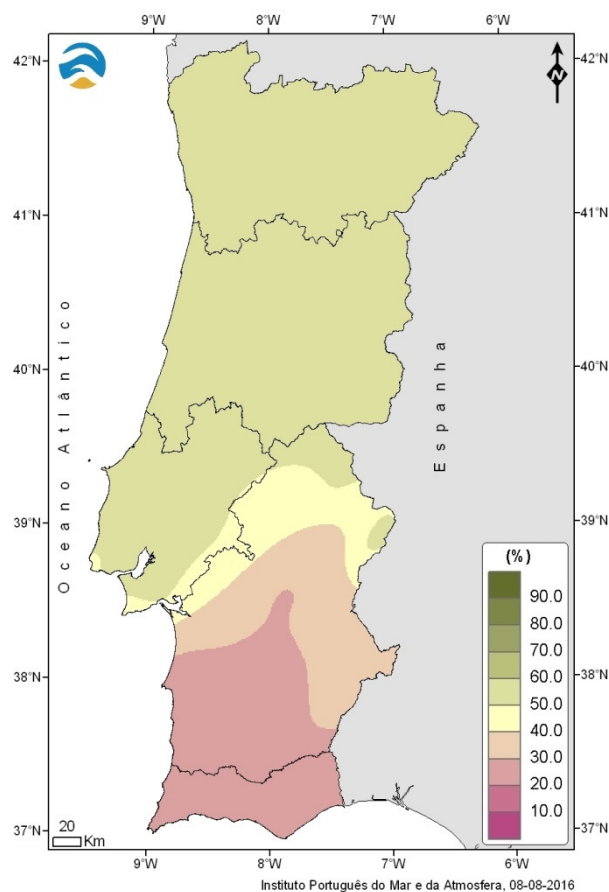 9°W 8°W 7°W 6°W
42°N 42°N
N
41°N 41°N
40°N 40°N
Oceano Atlântico
Espanha
39°N 39°N
(%)
90.0
80.0
70.0
60.0
50.0
40.0
30.0
20.0
10.0
38°N 38°N
37°N 37°N
20
Km
9°W 8°W 7°W 6°W
Instituto Português do Mar e da Atmosfera, 08-08-2016